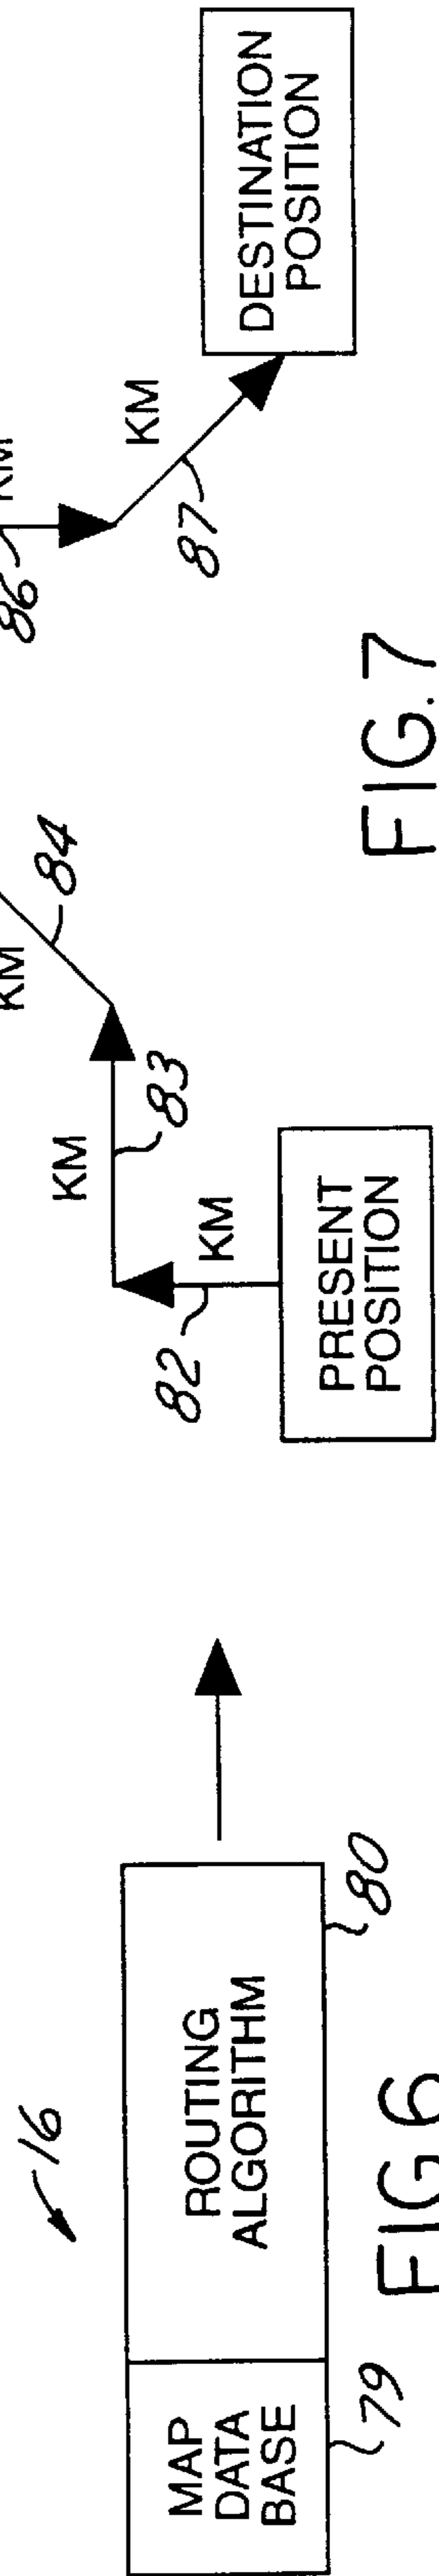 16
MAP
DATA
BASE
79
ROUTING
ALGORITHM
80
FIG.6
PRESENT
POSITION
82
KM
KM
83
KM
84
86
KM
87
KM
DESTINATION
POSITION
FIG.7